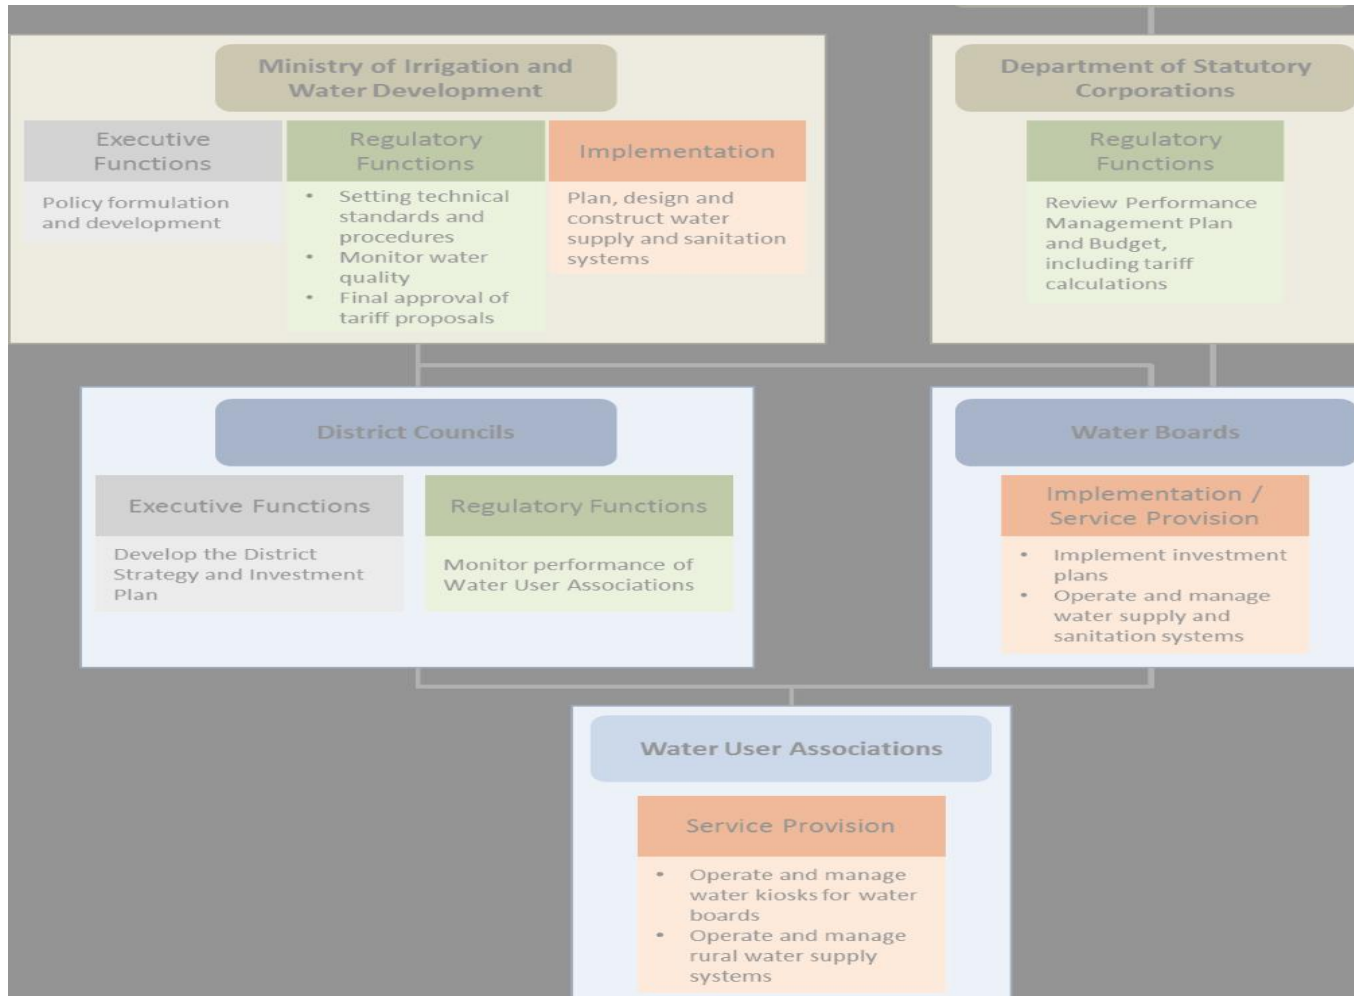 Ministry of Irrigation and
Water Development
Executive
Functions
Policy formulation
and development
Regulatory
Functions
• Setting technical
standards and
procedures
• Monitor water
quality
• Final approval of
tariff proposals
Implementation
Plan, design and
construct water
supply and sanitation
systems
Department of Statutory
Corporations
Regulatory
Functions
Review Performance
Management Plan
and Budget,
including tariff
calculations
District Councils
Executive Functions
Develop the District
Strategy and Investment
Plan
Regulatory Functions
Monitor performance of
Water User Associations
Water Boards
Implementation /
Service Provision
• Implement investment
plans
• Operate and manage
water supply and
sanitation systems
Water User Associations
Service Provision
• Operate and manage
water kiosks for water
boards
• Operate and manage
rural water supply
systems